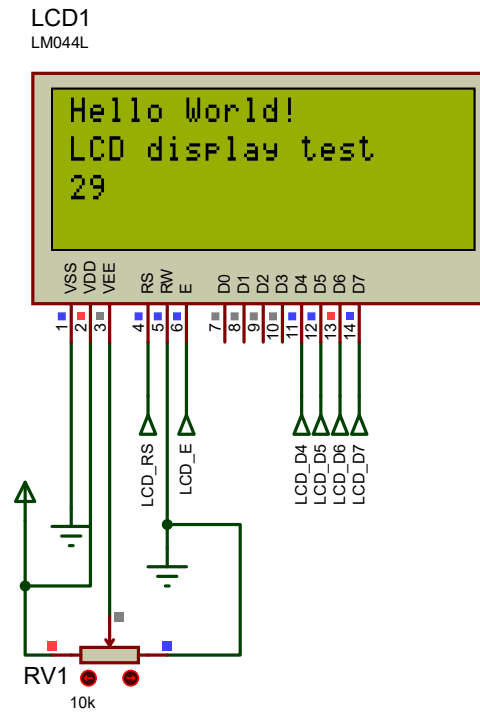 LCD1
LM044L
Hello World!
LCD display test
29
VSS VDD VEE RS RW E D0 D1 D2 D3 D4 D5 D6 D7
1 2 3 4 5 6 7 8 9 10 11 12 13 14
LCD_RS LCD_E LCD_D4 LCD_D5 LCD_D6 LCD_D7
RV1
10k